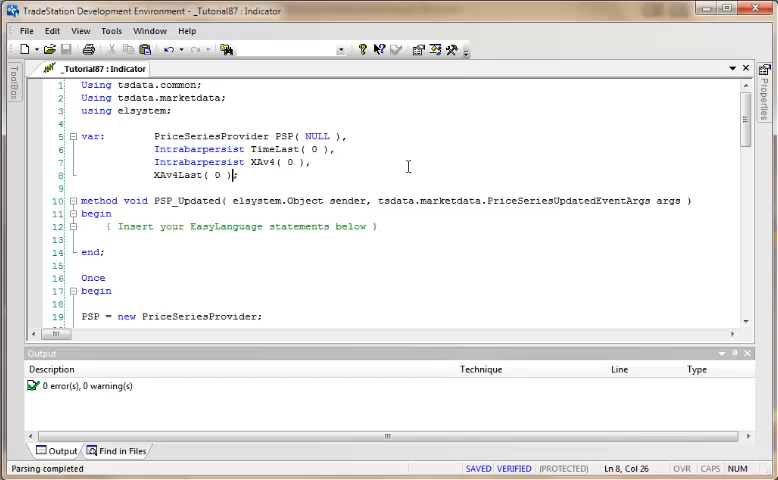 TradeStation Development Environment - _Tutorial87 : Indicator
File Edit View Tools Window Help
_Tutorial87 : Indicator
ToolBox
Properties
1 Using tsdata.common;
2 Using tsdata.marketdata;
3 using elsystem;
4
5 var: PriceSeriesProvider PSP( NULL ),
6 Intrabarpersist TimeLast( 0 ),
7 Intrabarpersist XAv4( 0 ),
8 XAv4Last( 0 );
9
10 method void PSP_Updated( elsystem.Object sender, tsdata.marketdata.PriceSeriesUpdatedEventArgs args )
11 begin
12 { Insert your EasyLanguage statements below }
13
14 end;
15
16 Once
17 begin
18
19 PSP = new PriceSeriesProvider;
Output
Description Technique Line Type
0 error(s), 0 warning(s)
Output Find in Files
Parsing completed SAVED VERIFIED (PROTECTED) Ln 8, Col 26 OVR CAPS NUM